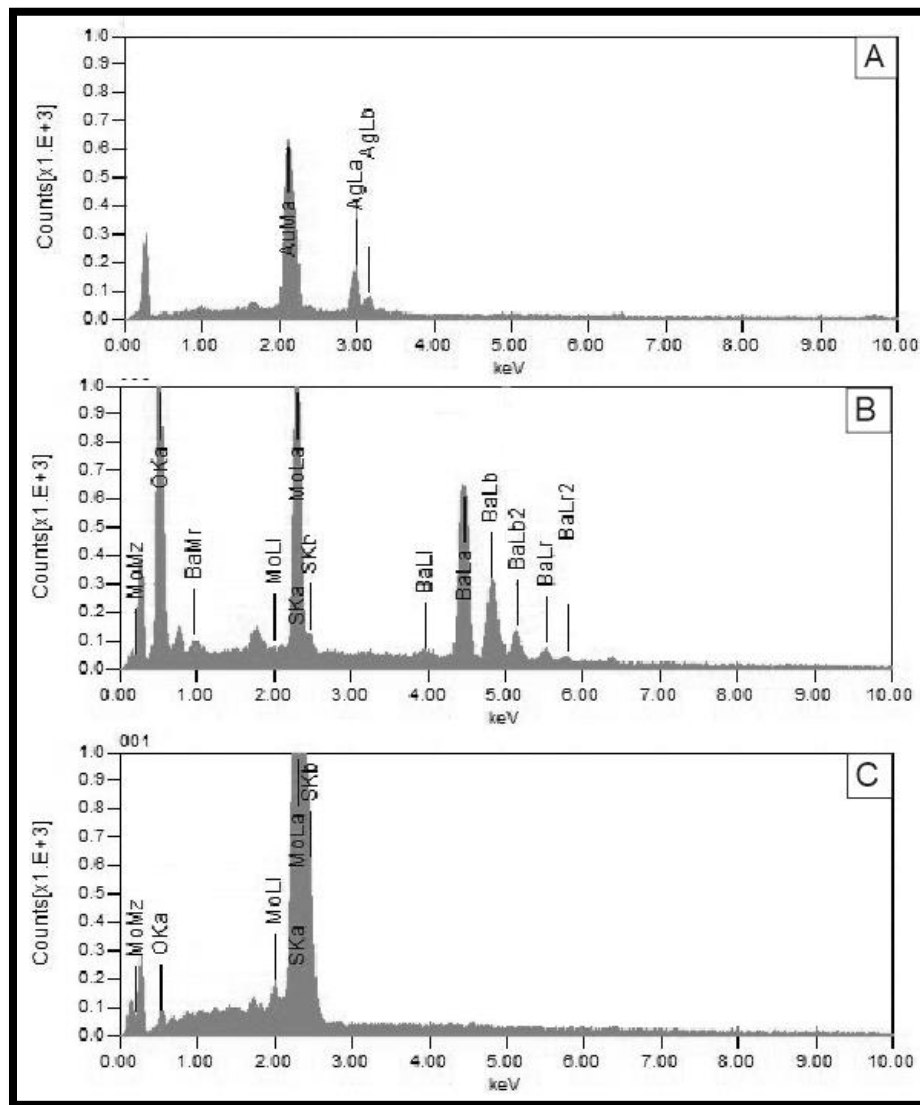 A
Counts[x1.E+3]
1.0
0.9
0.8
0.7
0.6
0.5
0.4
0.3
0.2
0.1
0.0
AuMa
AgLa
AgLb
0.00 1.00 2.00 3.00 4.00 5.00 6.00 7.00 8.00 9.00 10.00
keV
B
Counts[x1.E+3]
1.0
0.9
0.8
0.7
0.6
0.5
0.4
0.3
0.2
0.1
0.0
MoMz
OKa
BaMr
MoLl
SKa
MoLa
SKb
BaLl
BaLa
BaLb
BaLb2
BaLr
BaLr2
0.00 1.00 2.00 3.00 4.00 5.00 6.00 7.00 8.00 9.00 10.00
keV
001
C
Counts[x1.E+3]
1.0
0.9
0.8
0.7
0.6
0.5
0.4
0.3
0.2
0.1
0.0
MoMz
OKa
MoLl
SKa
MoLa
SKb
0.00 1.00 2.00 3.00 4.00 5.00 6.00 7.00 8.00 9.00 10.00
keV